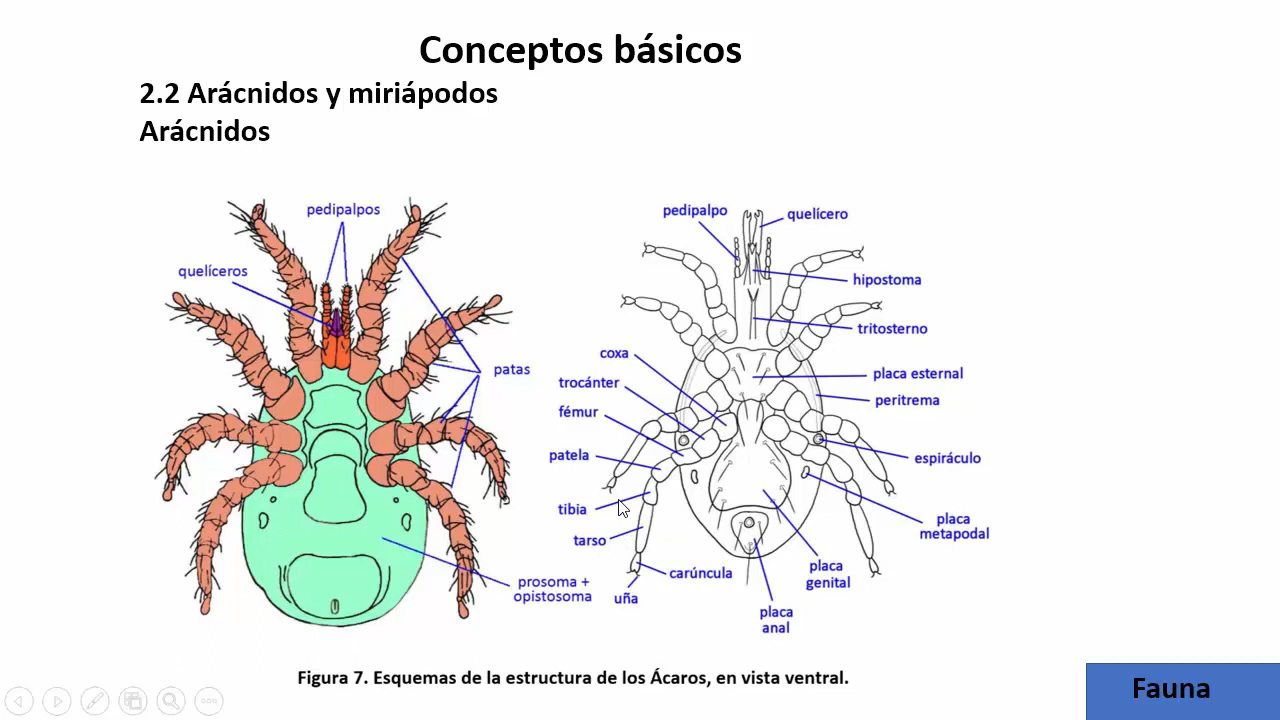 Conceptos básicos
2.2 Arácnidos y miriápodos
Arácnidos
pedipalpos
quelíceros
patas
prosoma +
opistosoma
pedipalpo
quelícero
hipostoma
tritosterno
coxa
placa esternal
trocánter
peritrema
fémur
patela
espiráculo
tibia
placa
metapodal
tarso
carúncula
placa
genital
uña
placa
anal
Figura 7. Esquemas de la estructura de los Ácaros, en vista ventral.
Fauna